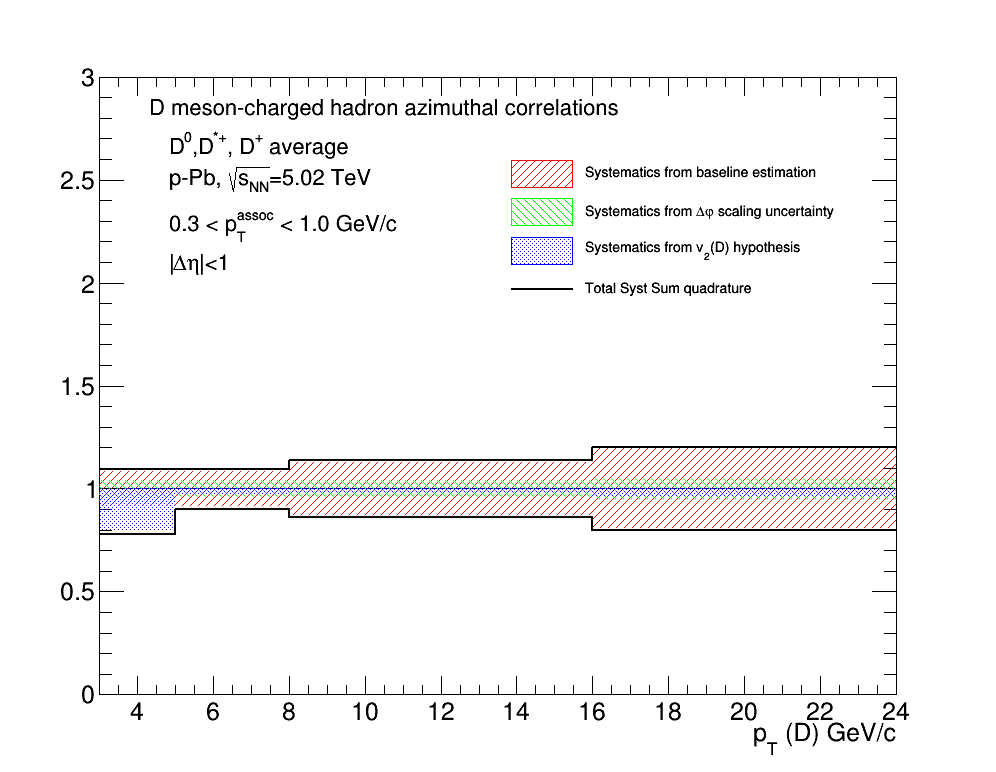 D meson-charged hadron azimuthal correlations
D⁰,D*⁺, D⁺ average
p-Pb, √s_NN=5.02 TeV
0.3 < p_T^assoc < 1.0 GeV/c
|Δη|<1
Systematics from baseline estimation
Systematics from Δφ scaling uncertainty
Systematics from v₂(D) hypothesis
Total Syst Sum quadrature
3
2.5
2
1.5
1
0.5
0
4 6 8 10 12 14 16 18 20 22 24
p_T (D) GeV/c